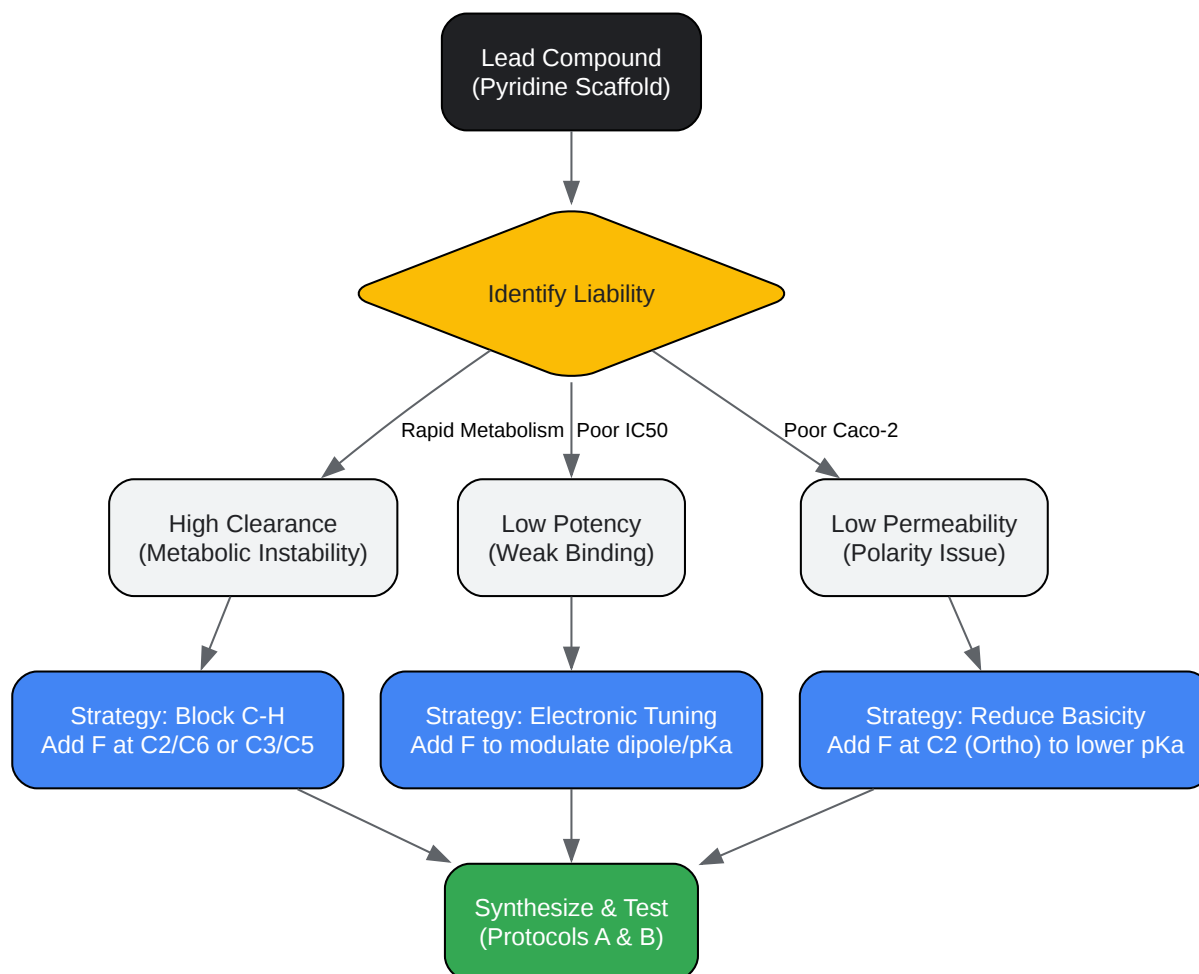 Lead Compound
(Pyridine Scaffold)
Identify Liability
Rapid Metabolism
Poor IC50
Poor Caco-2
High Clearance
(Metabolic Instability)
Low Potency
(Weak Binding)
Low Permeability
(Polarity Issue)
Strategy: Block C-H
Add F at C2/C6 or C3/C5
Strategy: Electronic Tuning
Add F to modulate dipole/pKa
Strategy: Reduce Basicity
Add F at C2 (Ortho) to lower pKa
Synthesize & Test
(Protocols A & B)